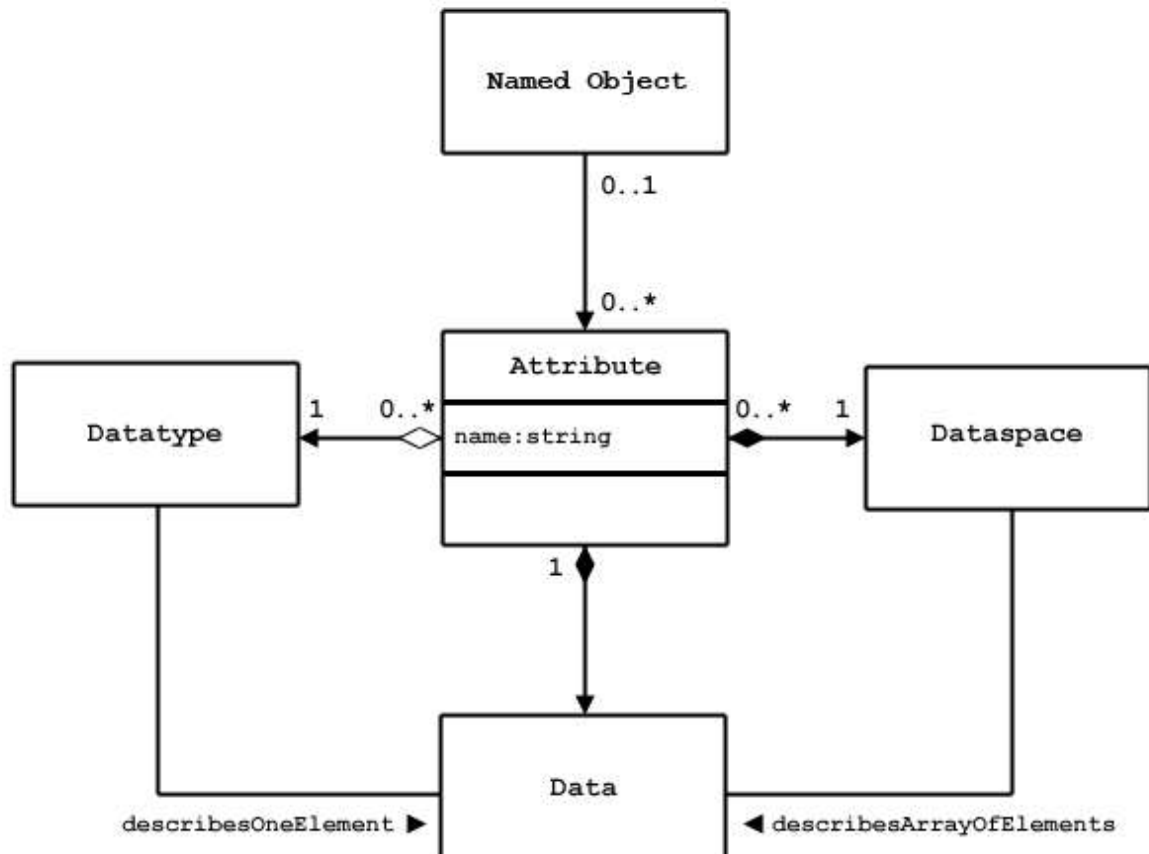 Named Object
0..1
0..*
Attribute
Datatype
1
0..*
name:string
0..*
1
Dataspace
1
Data
describesOneElement ►
◄ describesArrayOfElements